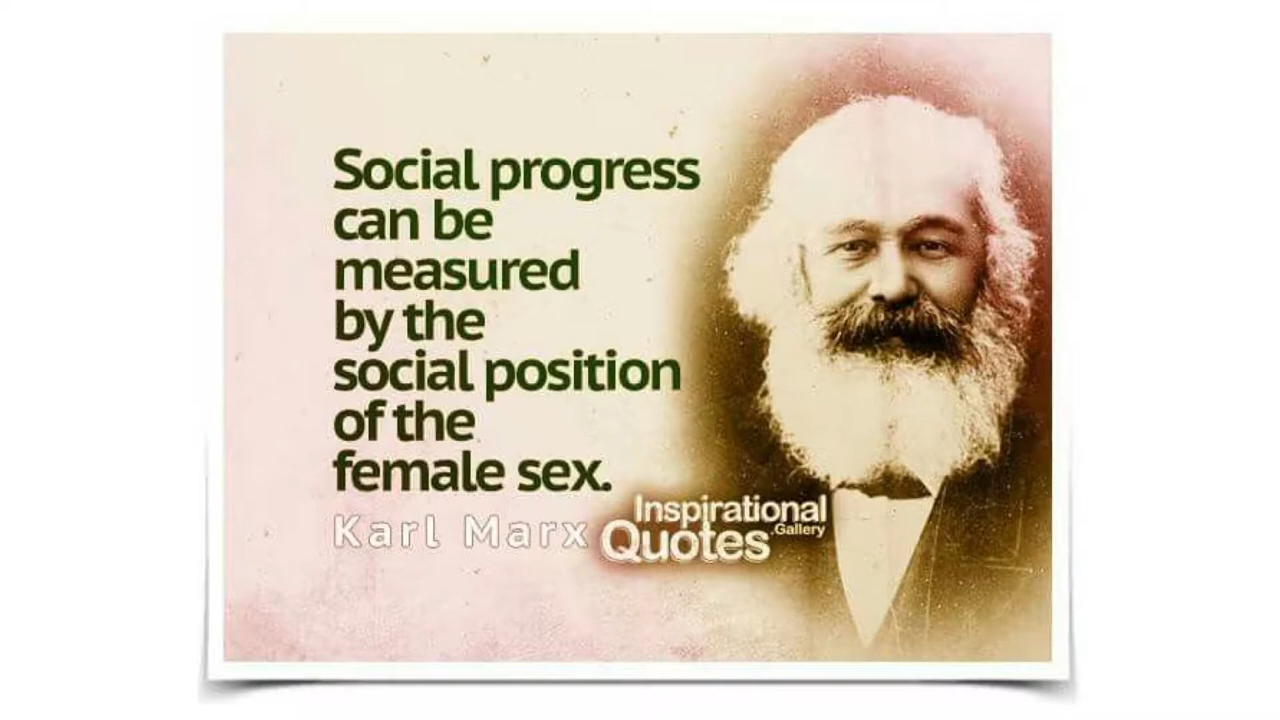 Social progress
can be
measured
by the
social position
of the
female sex.
Karl Marx
Inspirational
Quotes
.Gallery